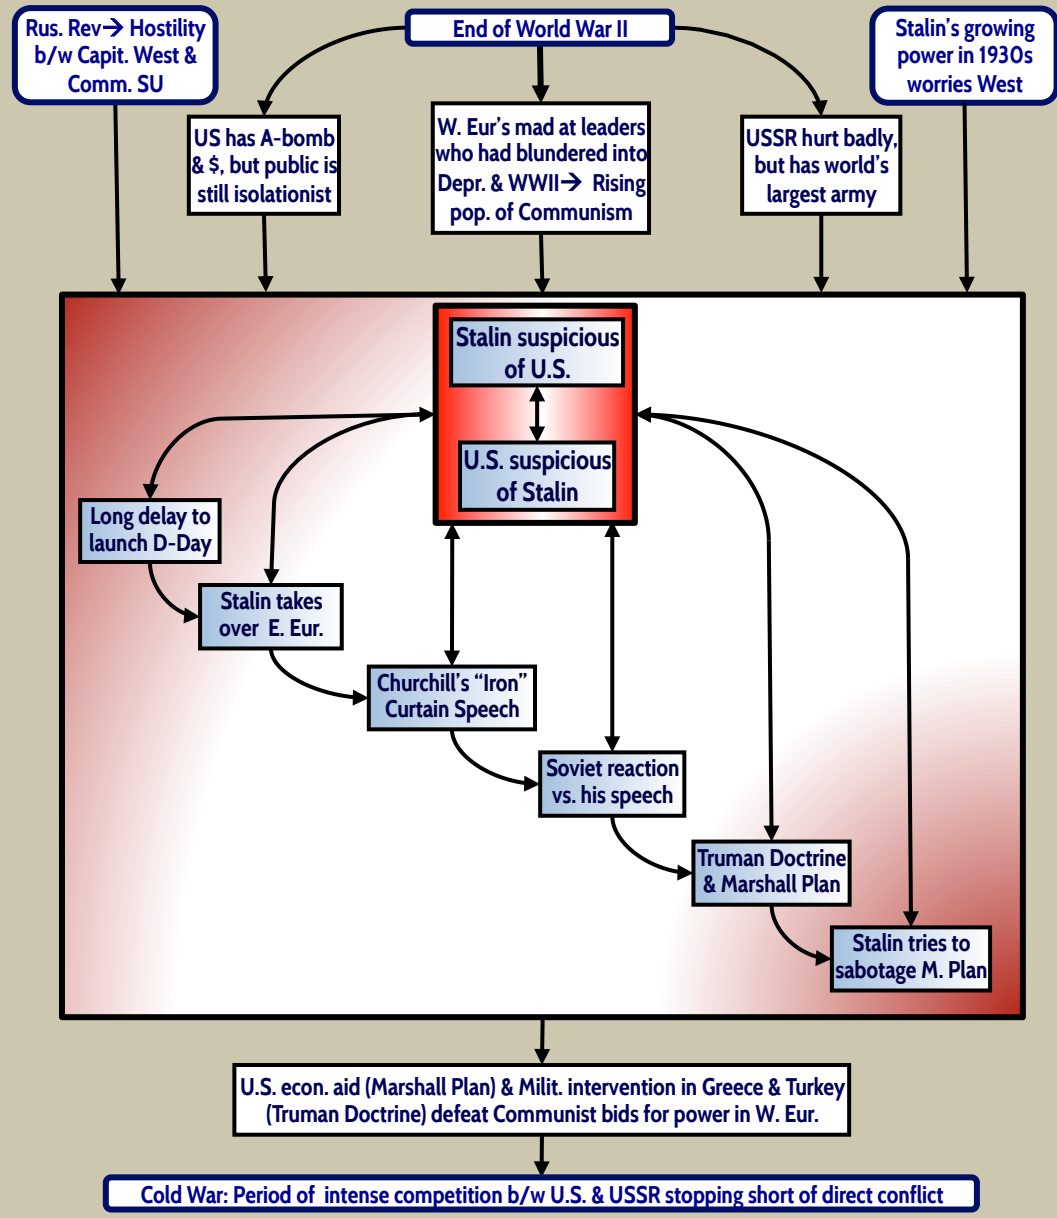 Rus. Rev→ Hostility
b/w Capit. West &
Comm. SU
End of World War II
Stalin's growing
power in 1930s
worries West
US has A-bomb
& $, but public is
still isolationist
W. Eur's mad at leaders
who had blundered into
Depr. & WWII→ Rising
pop. of Communism
USSR hurt badly,
but has world's
largest army
Stalin suspicious
of U.S.
U.S. suspicious
of Stalin
Long delay to
launch D-Day
Stalin takes
over E. Eur.
Churchill's “Iron”
Curtain Speech
Soviet reaction
vs. his speech
Truman Doctrine
& Marshall Plan
Stalin tries to
sabotage M. Plan
U.S. econ. aid (Marshall Plan) & Milit. intervention in Greece & Turkey
(Truman Doctrine) defeat Communist bids for power in W. Eur.
Cold War: Period of intense competition b/w U.S. & USSR stopping short of direct conflict